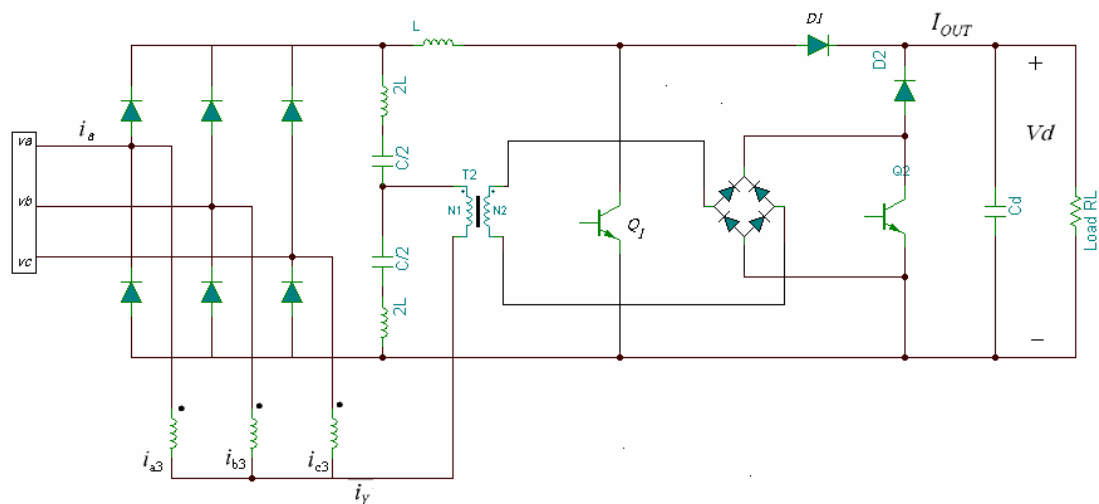 L
D1
I_OUT
2L
D2
+
i_a
va
Vd
C/2
T2
Q2
vb
N1
N2
Cd
Load RL
Q_1
vc
C/2
2L
−
i_a3
i_b3
i_c3
i_Y